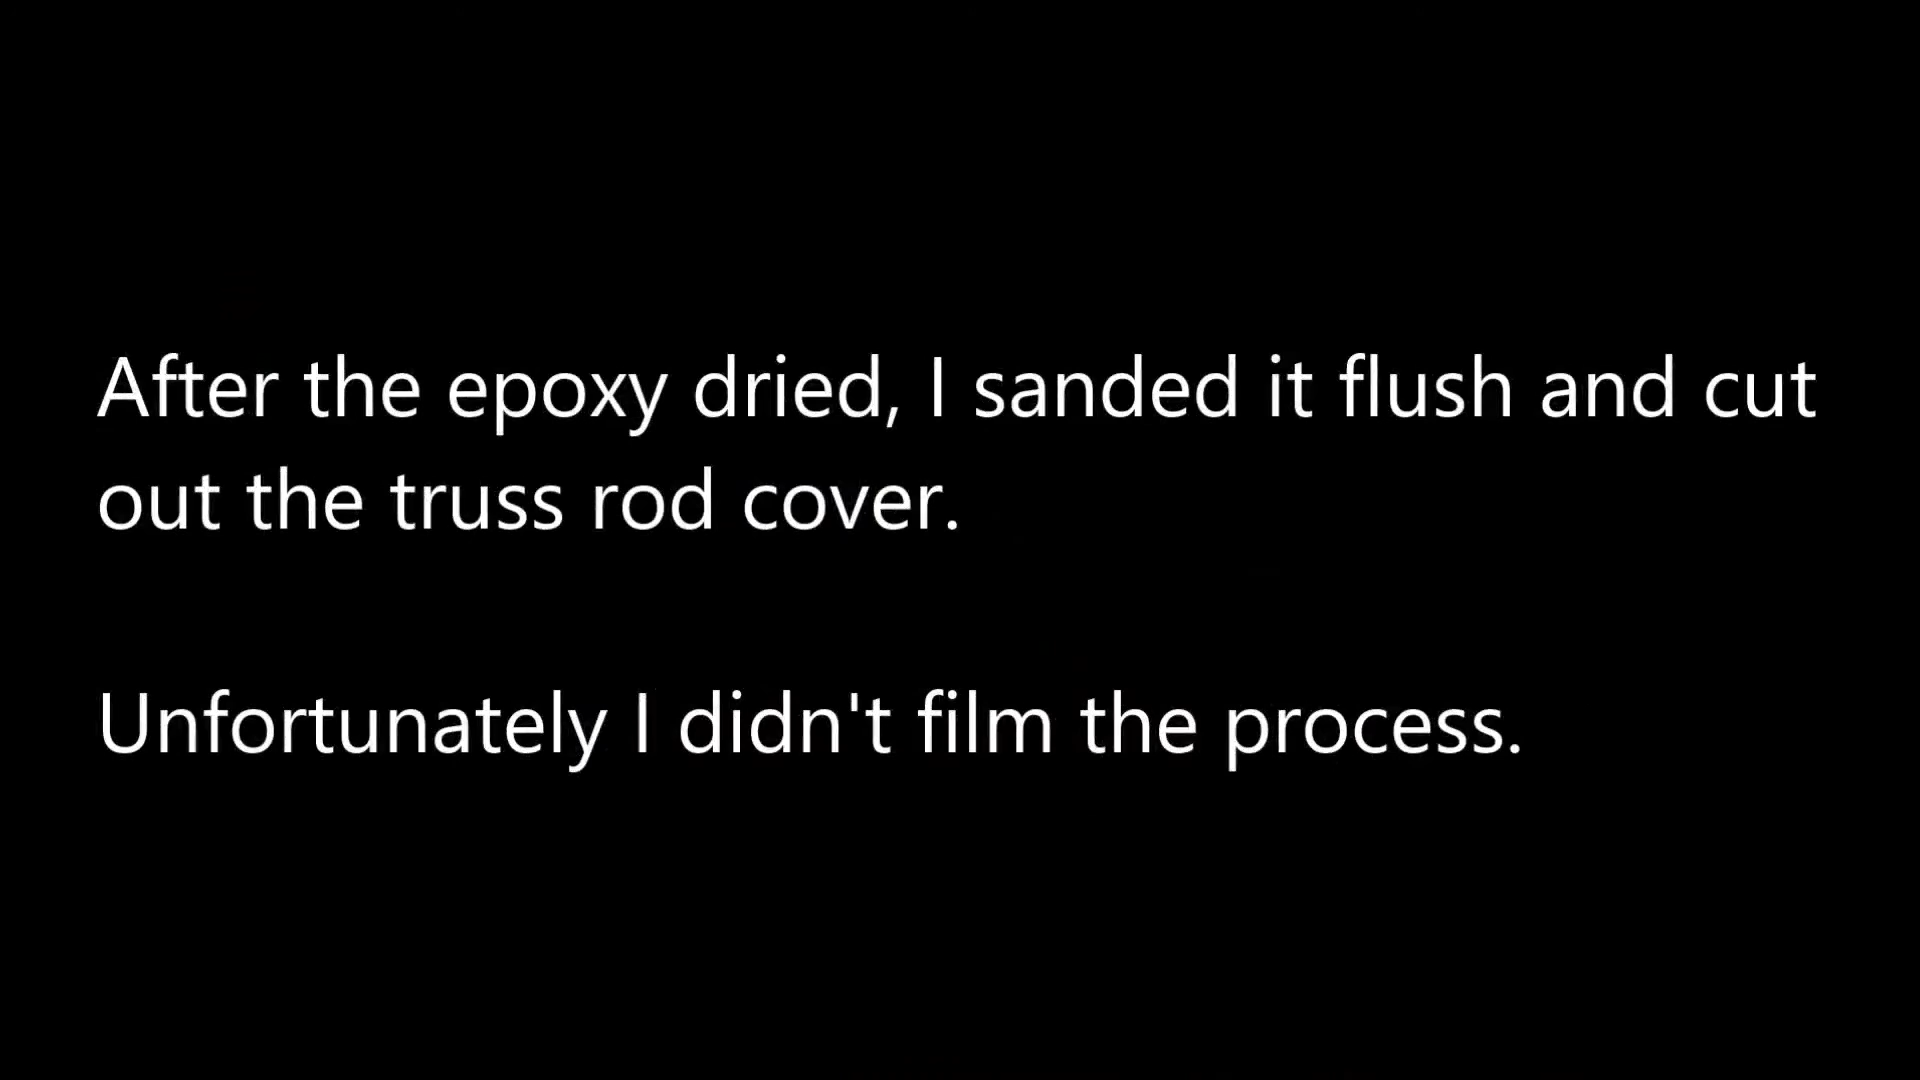 After the epoxy dried, I sanded it flush and cut
out the truss rod cover.
Unfortunately I didn't film the process.